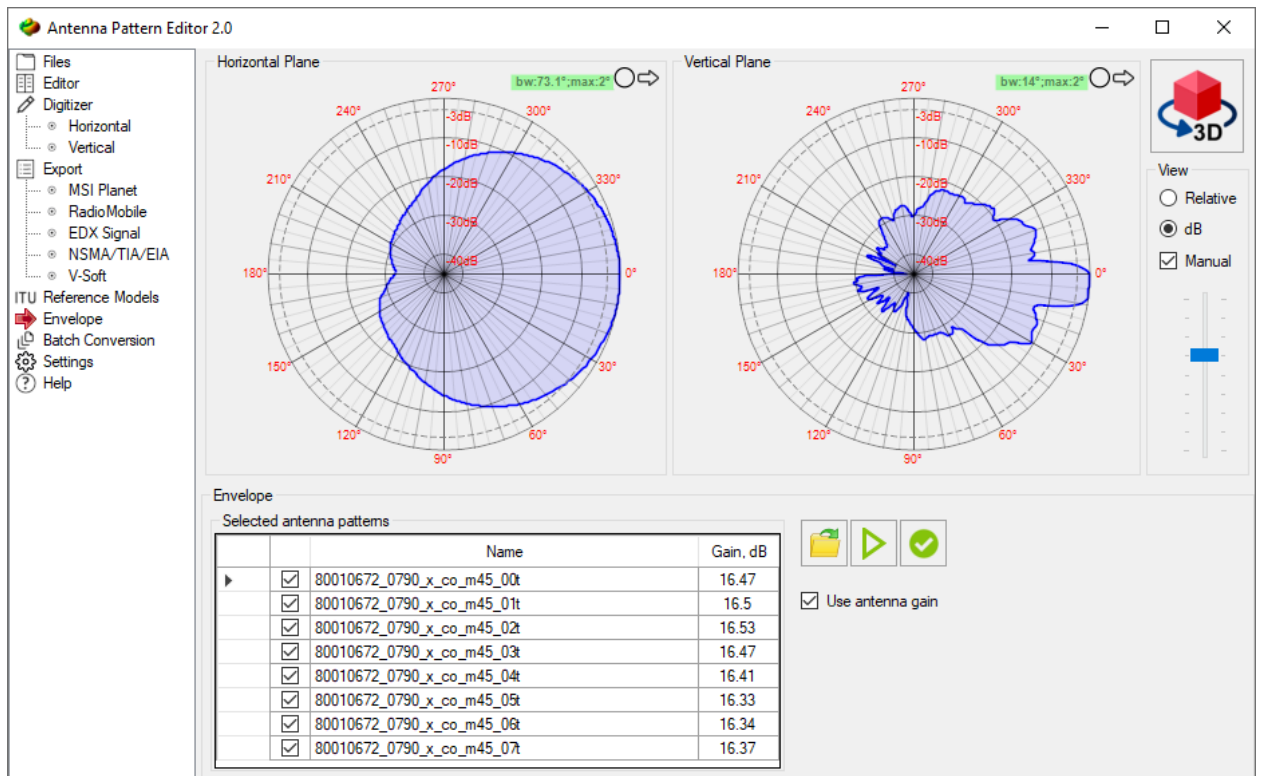 Antenna Pattern Editor 2.0
Files
Editor
Digitizer
Horizontal
Vertical
Export
MSI Planet
RadioMobile
EDX Signal
NSMA/TIA/EIA
V-Soft
ITU Reference Models
Envelope
Batch Conversion
Settings
Help
Horizontal Plane
bw:73.1°;max:2°
270°
240°
300°
210°
330°
180°
0°
150°
30°
120°
60°
90°
-3dB
-10dB
-20dB
-30dB
-40dB
Vertical Plane
bw:14°;max:2°
270°
240°
300°
210°
330°
180°
0°
150°
30°
120°
60°
90°
-3dB
-10dB
-20dB
-30dB
-40dB
3D
View
Relative
dB
Manual
Envelope
Selected antenna patterns
Name Gain, dB
80010672_0790_x_co_m45_00t 16.47
80010672_0790_x_co_m45_01t 16.5
80010672_0790_x_co_m45_02t 16.53
80010672_0790_x_co_m45_03t 16.47
80010672_0790_x_co_m45_04t 16.41
80010672_0790_x_co_m45_05t 16.33
80010672_0790_x_co_m45_06t 16.34
80010672_0790_x_co_m45_07t 16.37
Use antenna gain